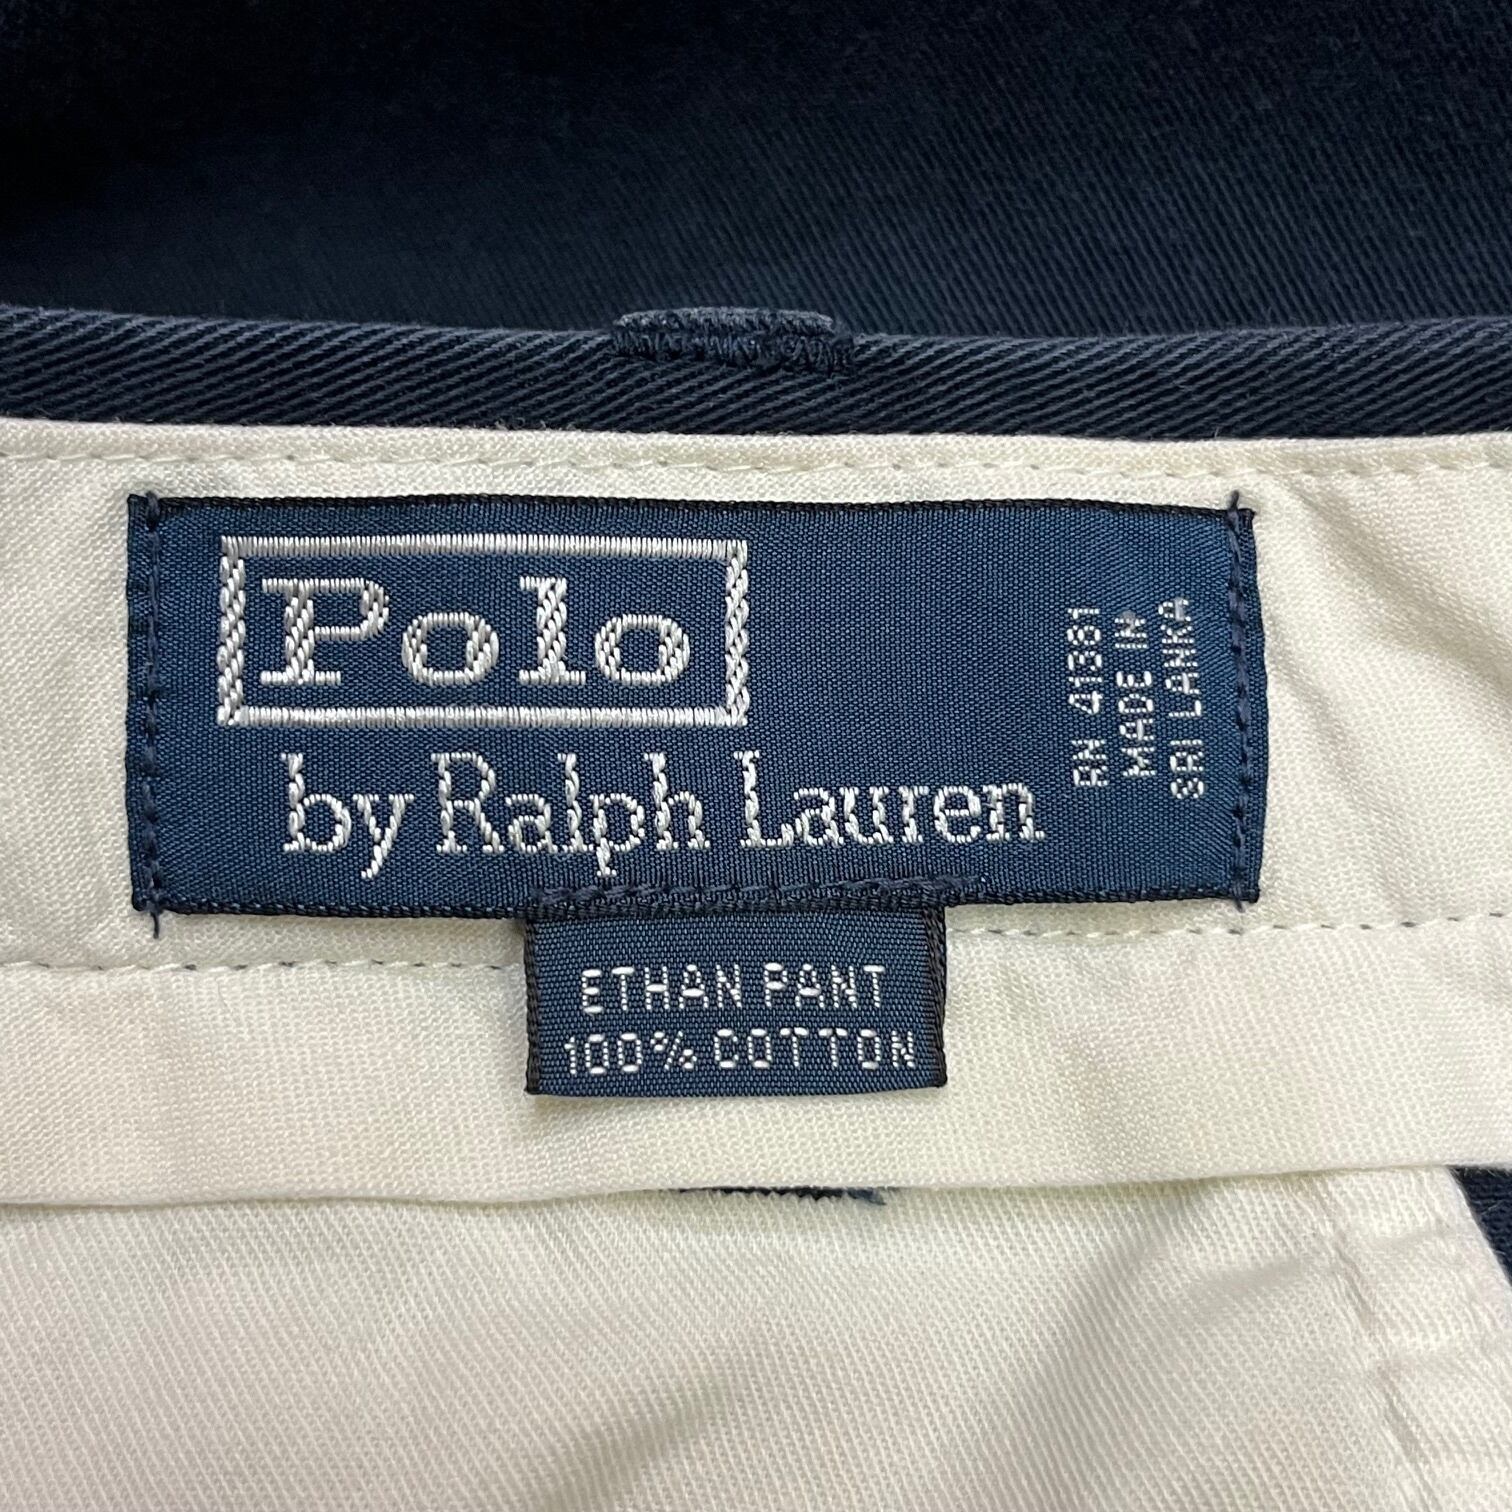 Polo
by Ralph Lauren
RN 41381
MADE IN
SRI LANKA
ETHAN PANT
100% COTTON